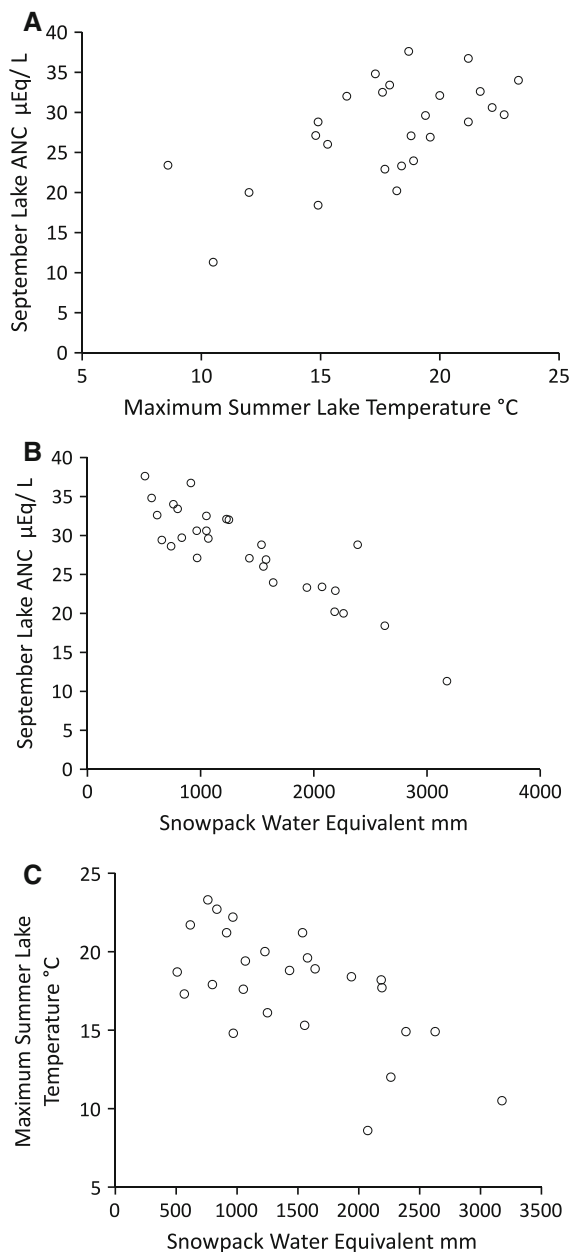 A
40
35
30
25
20
15
10
5
0
September Lake ANC µEq/ L
5 10 15 20 25
Maximum Summer Lake Temperature °C
B
40
35
30
25
20
15
10
5
0
September Lake ANC µEq/ L
0 1000 2000 3000 4000
Snowpack Water Equivalent mm
C
25
20
15
10
5
Maximum Summer Lake
Temperature °C
0 500 1000 1500 2000 2500 3000 3500
Snowpack Water Equivalent mm